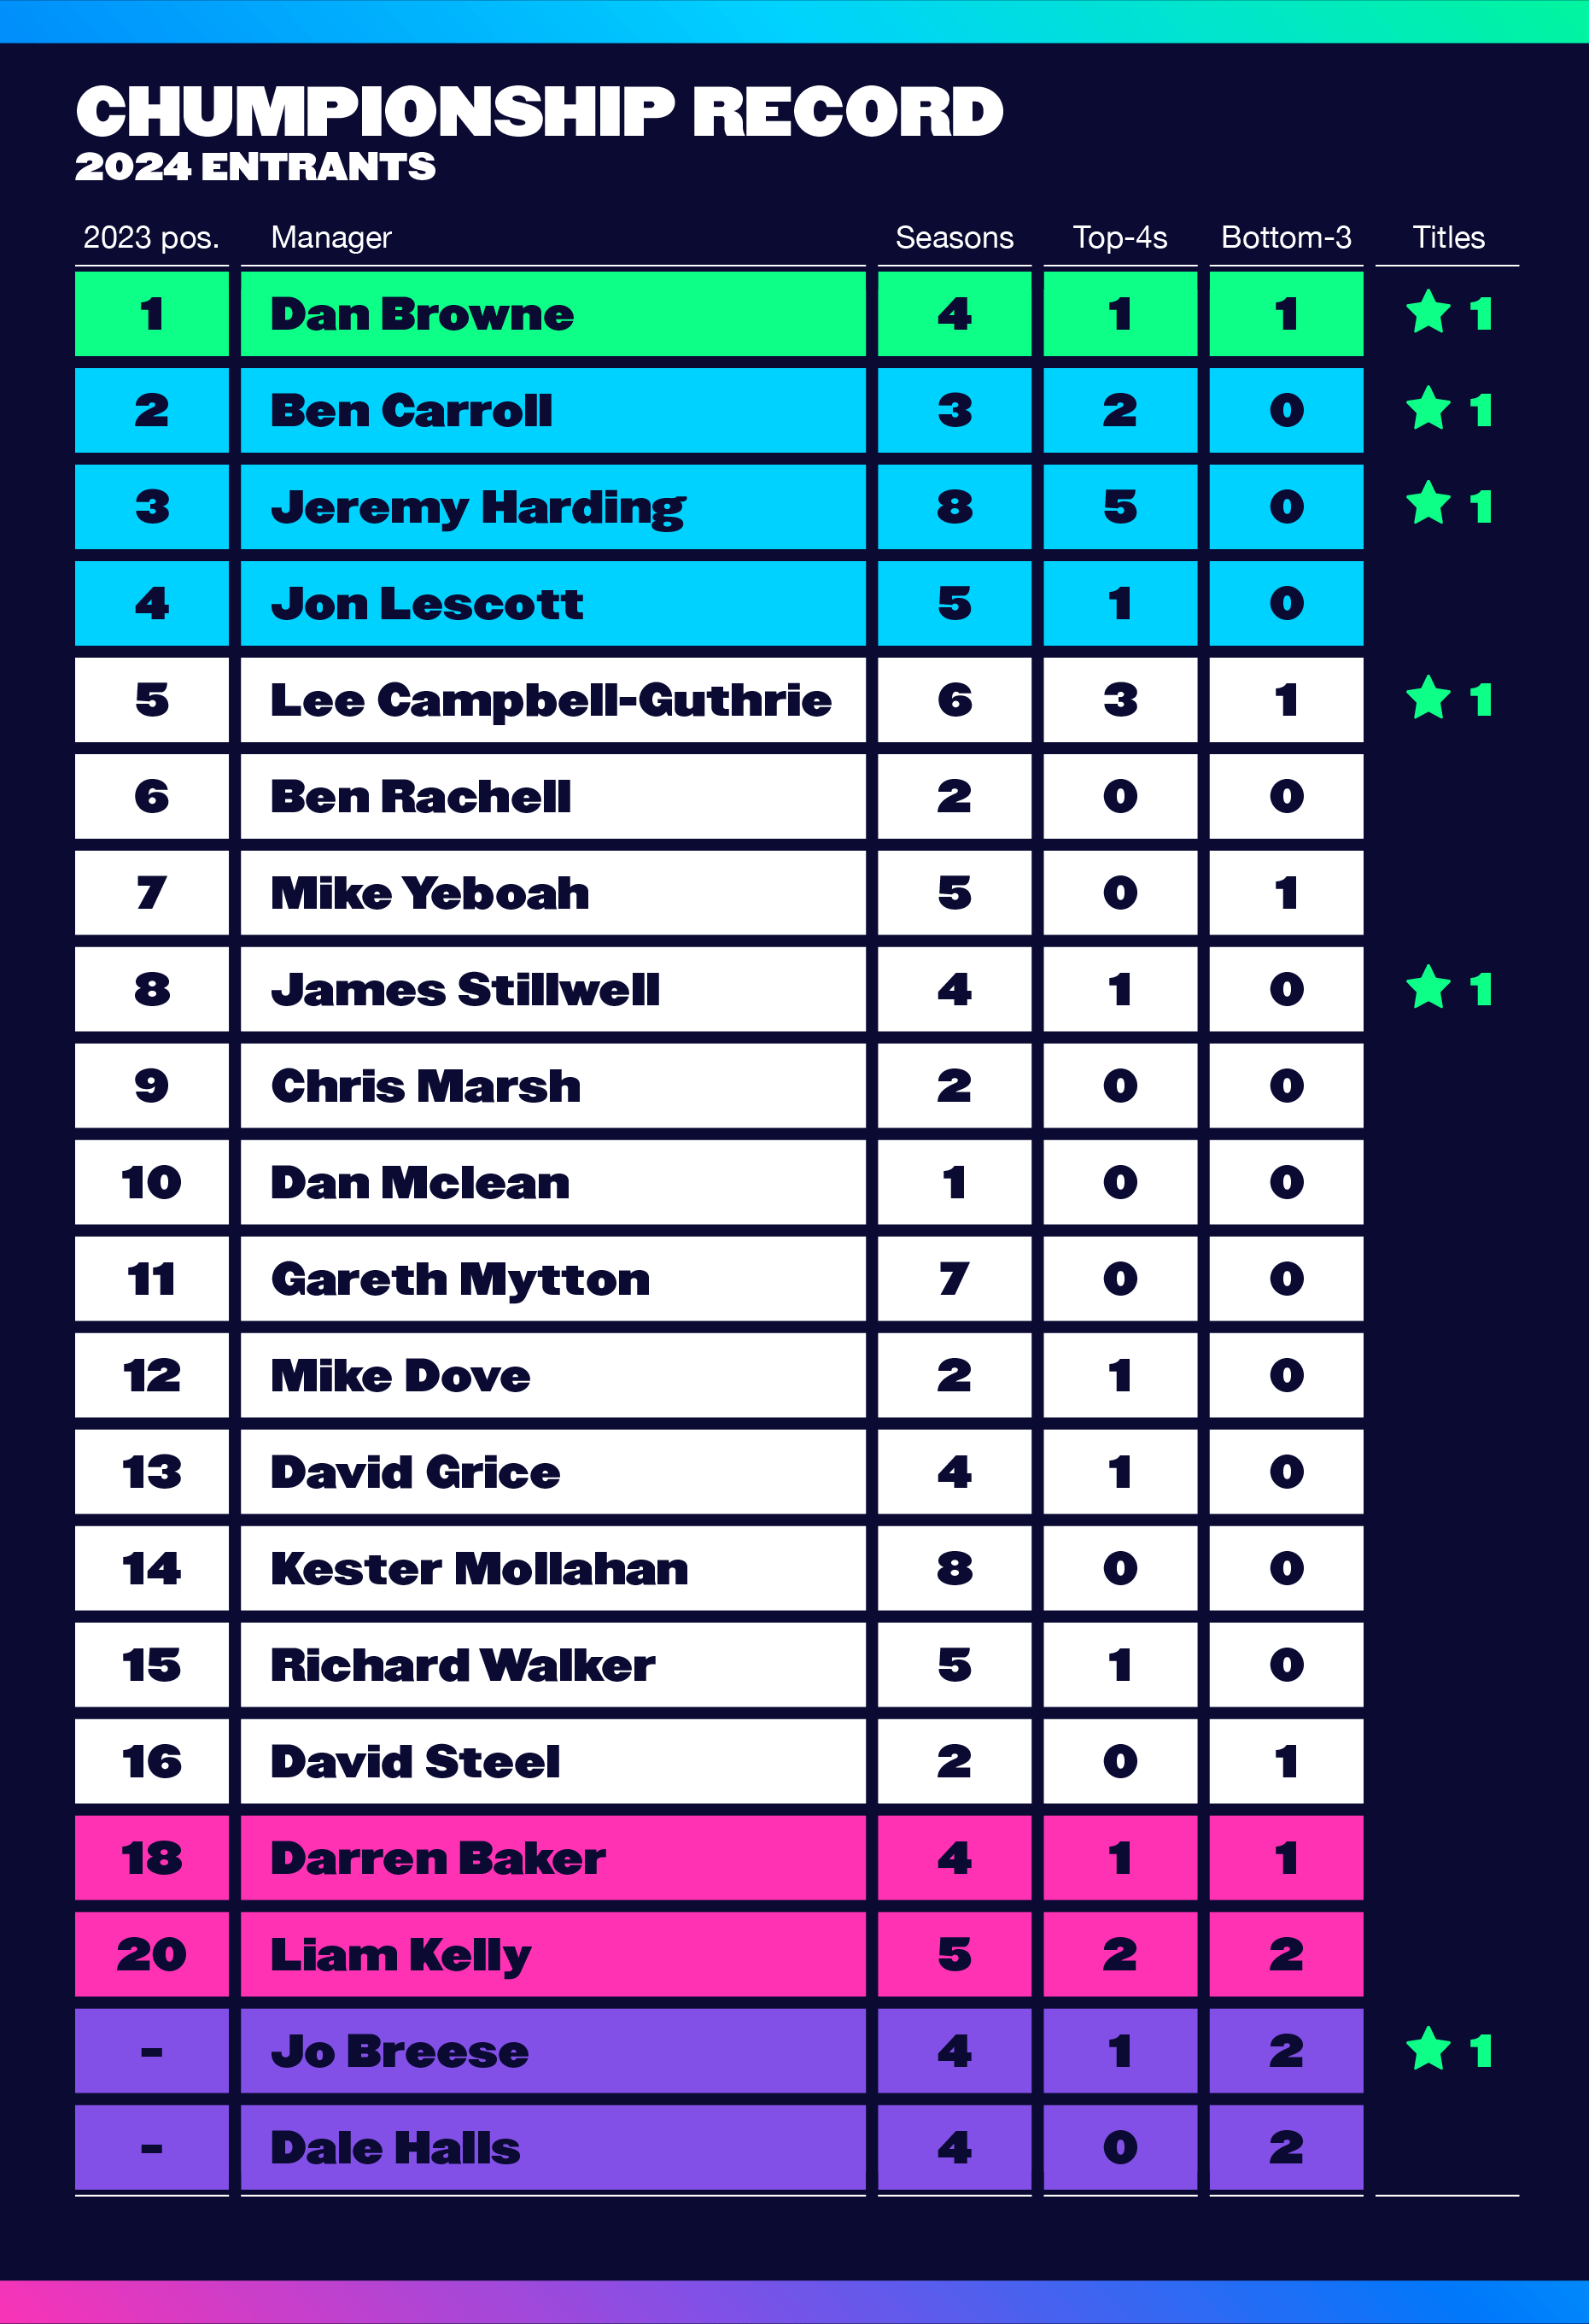 CHUMPIONSHIP RECORD
2024 ENTRANTS
2023 pos. Manager Seasons Top-4s Bottom-3 Titles
1 Dan Browne 4 1 1 1
2 Ben Carroll 3 2 0 1
3 Jeremy Harding 8 5 0 1
4 Jon Lescott 5 1 0
5 Lee Campbell-Guthrie 6 3 1 1
6 Ben Rachell 2 0 0
7 Mike Yeboah 5 0 1
8 James Stillwell 4 1 0 1
9 Chris Marsh 2 0 0
10 Dan Mclean 1 0 0
11 Gareth Mytton 7 0 0
12 Mike Dove 2 1 0
13 David Grice 4 1 0
14 Kester Mollahan 8 0 0
15 Richard Walker 5 1 0
16 David Steel 2 0 1
18 Darren Baker 4 1 1
20 Liam Kelly 5 2 2
- Jo Breese 4 1 2 1
- Dale Halls 4 0 2